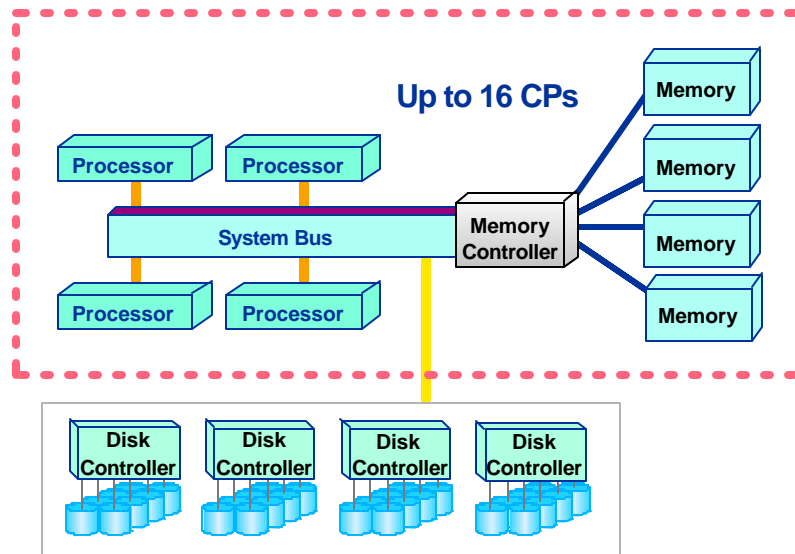 Up to 16 CPs
Memory
Memory
Memory
Memory
Processor
Processor
System Bus
Memory
Controller
Processor
Processor
Disk
Controller
Disk
Controller
Disk
Controller
Disk
Controller